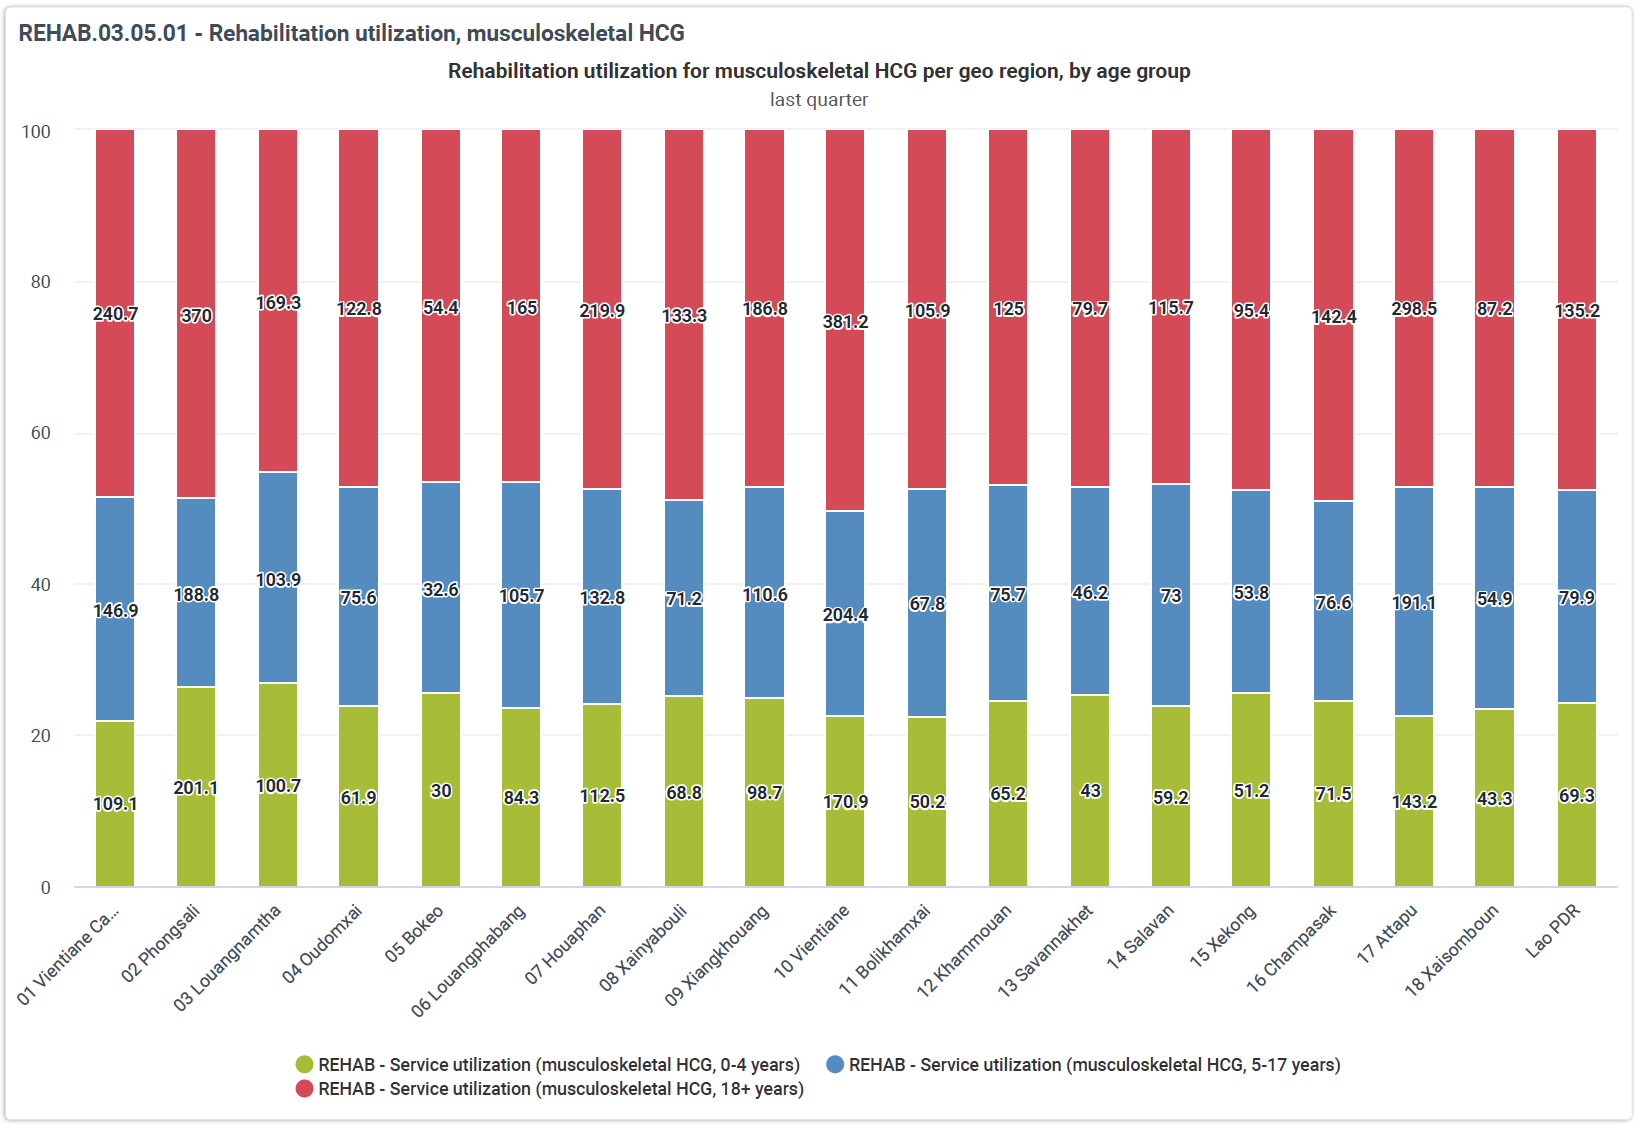 REHAB.03.05.01 - Rehabilitation utilization, musculoskeletal HCG
Rehabilitation utilization for musculoskeletal HCG per geo region, by age group
last quarter
100
80
60
40
20
0
240.7 370 169.3 122.8 54.4 165 219.9 133.3 186.8 381.2 105.9 125 79.7 115.7 95.4 142.4 298.5 87.2 135.2
146.9 188.8 103.9 75.6 32.6 105.7 132.8 71.2 110.6 204.4 67.8 75.7 46.2 73 53.8 76.6 191.1 54.9 79.9
109.1 201.1 100.7 61.9 30 84.3 112.5 68.8 98.7 170.9 50.2 65.2 43 59.2 51.2 71.5 143.2 43.3 69.3
01 Vientiane Ca...
02 Phongsali
03 Louangnamtha
04 Oudomxai
05 Bokeo
06 Louangphabang
07 Houaphan
08 Xainyabouli
09 Xiangkhouang
10 Vientiane
11 Bolikhamxai
12 Khammouan
13 Savannakhet
14 Salavan
15 Xekong
16 Champasak
17 Attapu
18 Xaisomboun
Lao PDR
REHAB - Service utilization (musculoskeletal HCG, 0-4 years)
REHAB - Service utilization (musculoskeletal HCG, 5-17 years)
REHAB - Service utilization (musculoskeletal HCG, 18+ years)